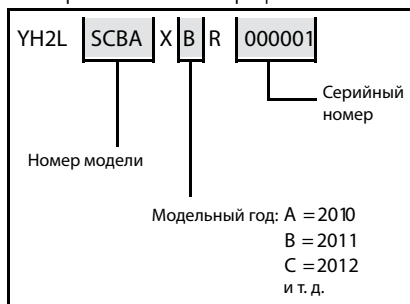 YH2L SCBA X B R 000001
Серийный
номер
Номер модели
Модельный год: A = 2010
B = 2011
C = 2012
и т. д.